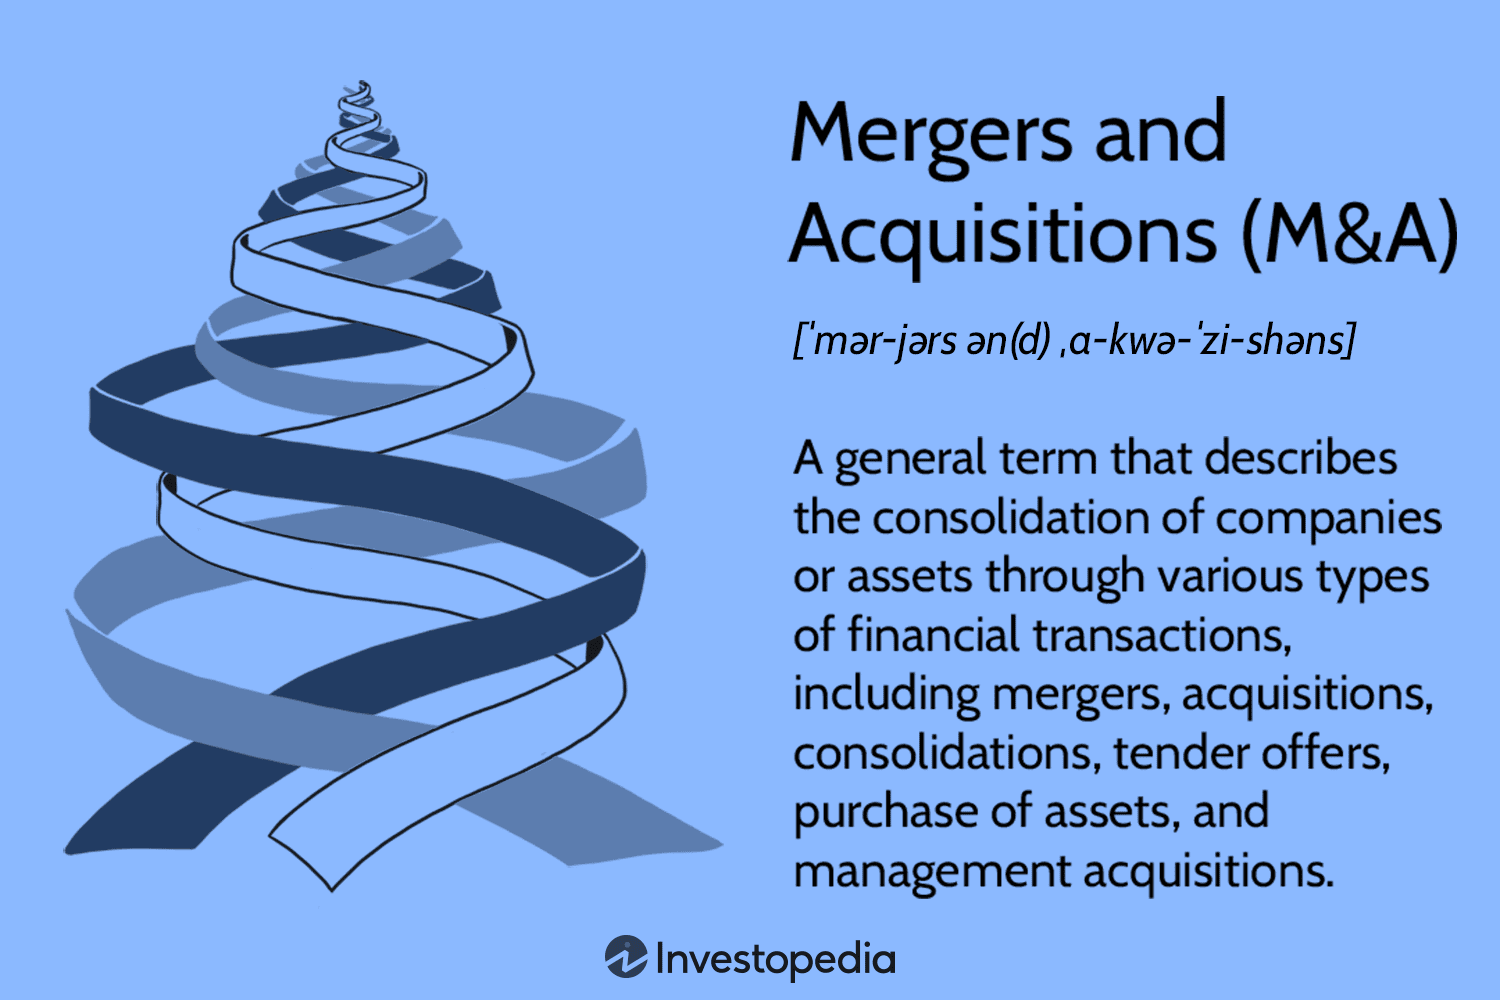 Mergers and
Acquisitions (M&A)
[ˈmər-jərs ən(d) ˌɑ-kwə-ˈzi-shəns]
A general term that describes
the consolidation of companies
or assets through various types
of financial transactions,
including mergers, acquisitions,
consolidations, tender offers,
purchase of assets, and
management acquisitions.
Investopedia